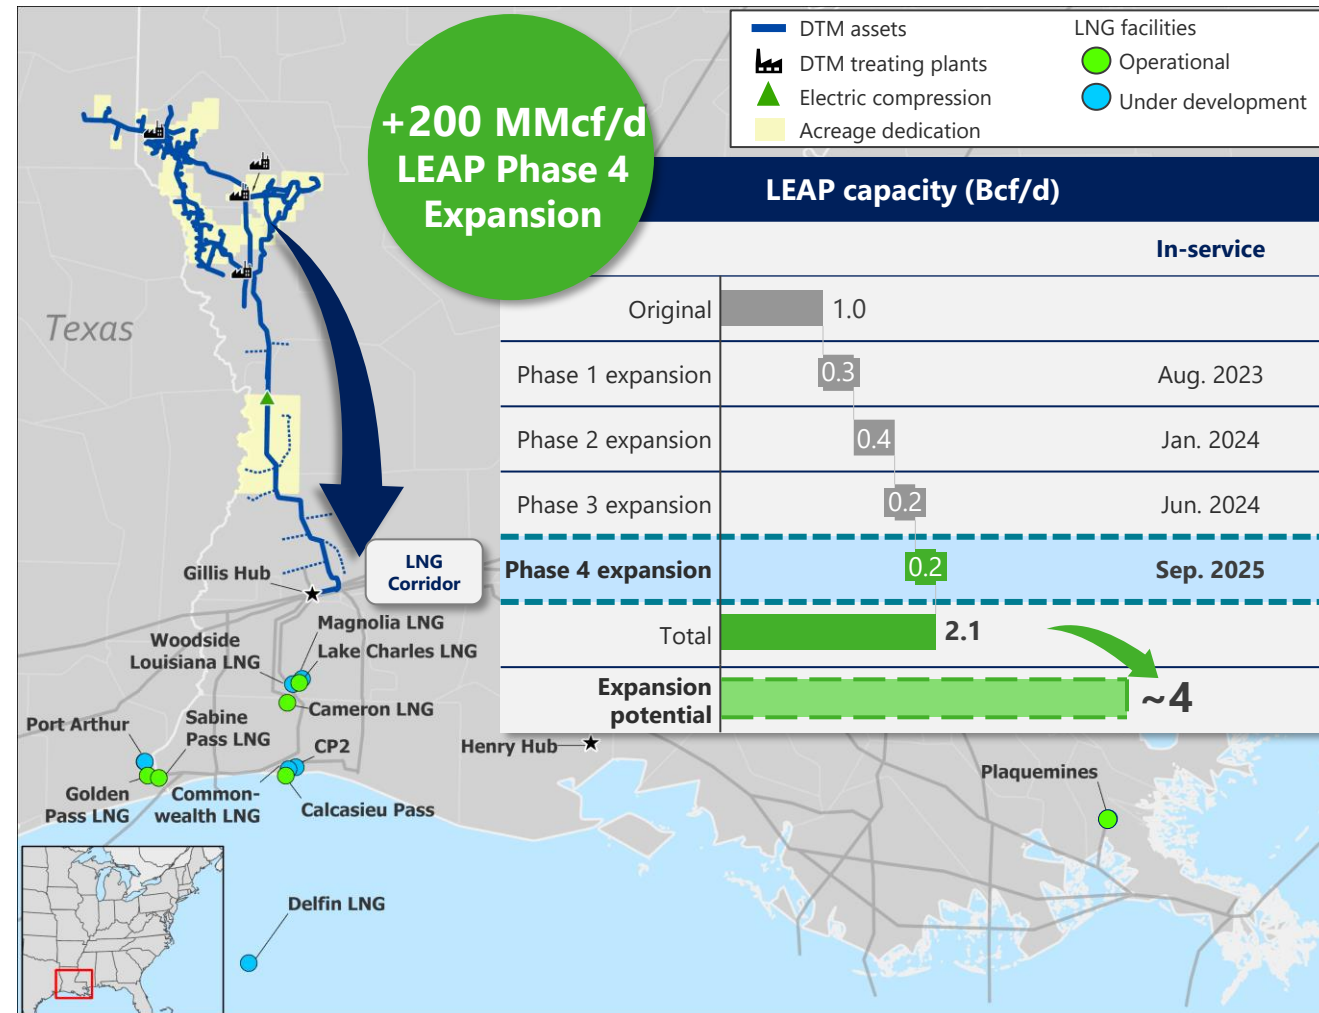 DTM assets
DTM treating plants
Electric compression
Acreage dedication
LNG facilities
Operational
Under development
+200 MMcf/d
LEAP Phase 4
Expansion
LEAP capacity (Bcf/d)
In-service
Original 1.0
Phase 1 expansion 0.3 Aug. 2023
Phase 2 expansion 0.4 Jan. 2024
Phase 3 expansion 0.2 Jun. 2024
Phase 4 expansion 0.2 Sep. 2025
Total 2.1
Expansion
potential
~4
Texas
LNG
Corridor
Gillis Hub
Magnolia LNG
Woodside
Louisiana LNG
Lake Charles LNG
Cameron LNG
Port Arthur
Sabine
Pass LNG
CP2
Henry Hub
Golden
Pass LNG
Common-
wealth LNG
Calcasieu Pass
Plaquemines
Delfin LNG